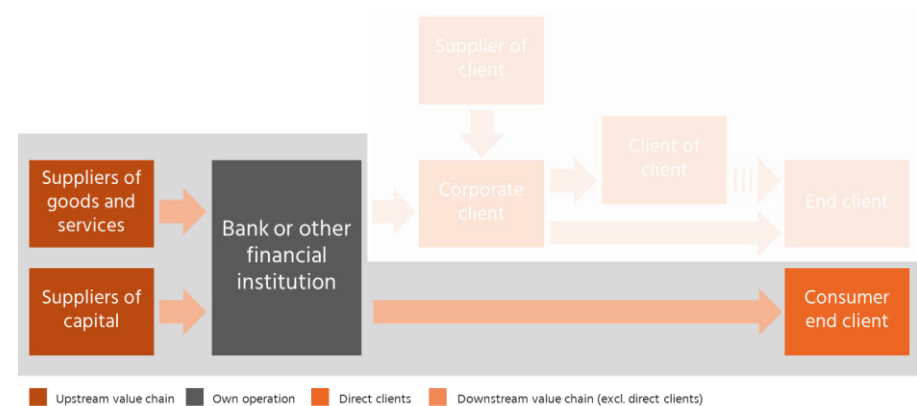 Supplier of
client
Client of
client
Suppliers of
goods and
services
Corporate
client
End client
Bank or other
financial
institution
Suppliers of
capital
Consumer
end client
Upstream value chain
Own operation
Direct clients
Downstream value chain (excl. direct clients)